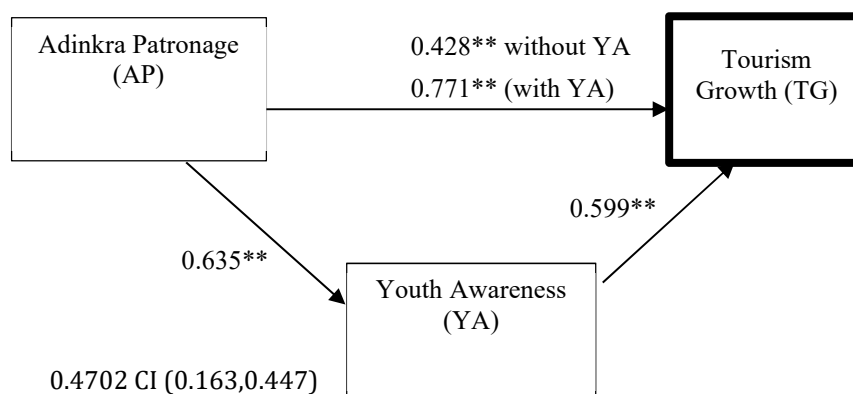 Adinkra Patronage
(AP)
0.428** without YA
0.771** (with YA)
Tourism
Growth (TG)
0.635**
0.599**
Youth Awareness
(YA)
0.4702 CI (0.163,0.447)